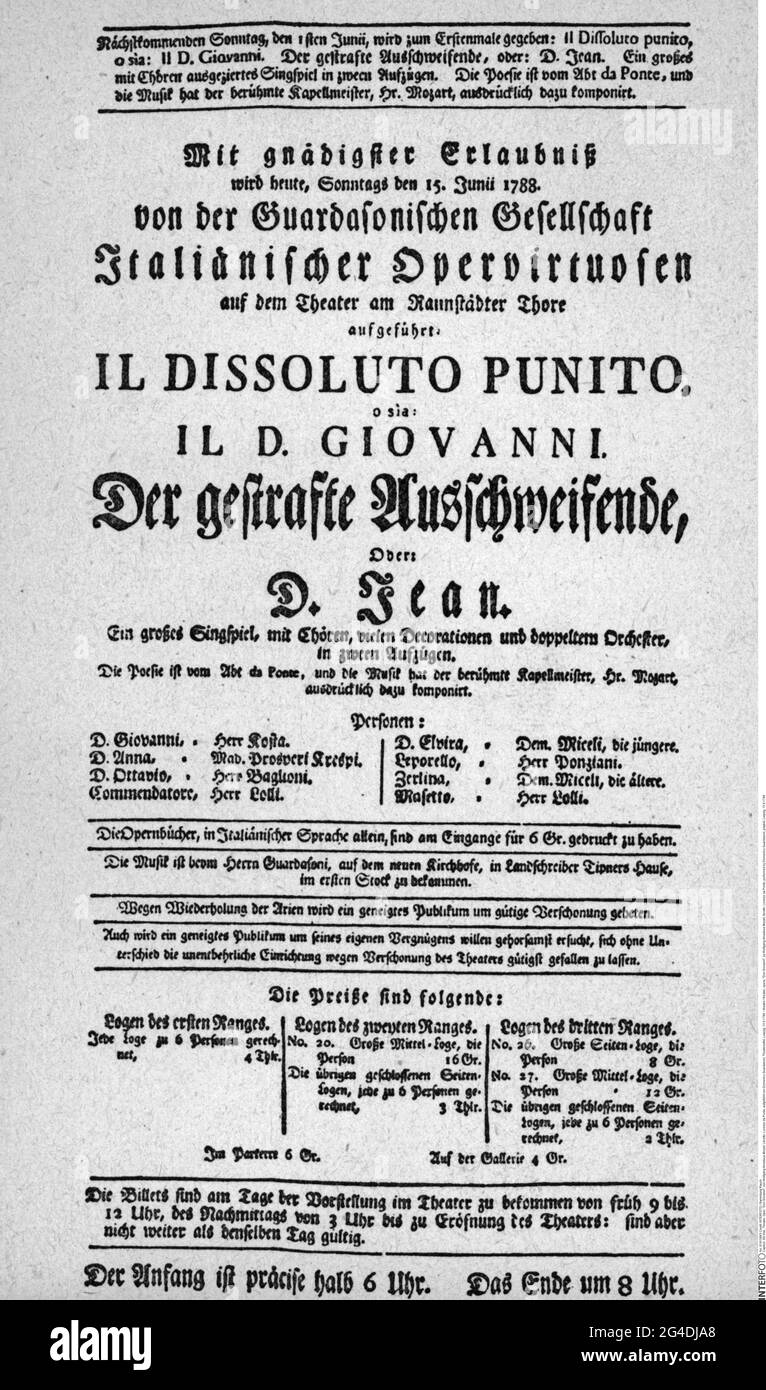 Nächstkommenden Sonntag, den 1sten Junii, wird zum Erstenmale gegeben: Il Dissoluto punito,
o sia: Il D. Giovanni. Der gestrafte Ausschweifende, oder: D. Jean. Ein großes
mit Chören ausgeziertes Singspiel in zween Aufzügen. Die Poesie ist vom Abt da Ponte, und
die Musik hat der berühmte Kapellmeister, Hr. Mozart, ausdrücklich dazu komponirt.
Mit gnädigster Erlaubniß
wird heute, Sonntags den 15. Junii 1788.
von der Guardasonischen Gesellschaft
Italiänischer Opervirtuosen
auf dem Theater am Rannstädter Thore
aufgeführt:
IL DISSOLUTO PUNITO,
o sia:
IL D. GIOVANNI.
Der gestrafte Ausschweifende,
Oder:
D. Jean.
Ein großes Singspiel, mit Chören, vielen Decorationen und doppeltem Orchester,
in zween Aufzügen.
Die Poesie ist vom Abt da Ponte, und die Musik hat der berühmte Kapellmeister, Hr. Mozart,
ausdrücklich dazu komponirt.
Personen:
D. Giovanni, • Herr Kosta.
D. Anna, • Mad. Prosperi Krespi.
D. Ottavio, • Herr Baglioni.
Commendatore, Herr Lolli.
D. Elvira, • Dem. Miceli, die jüngere.
Leporello, • Herr Ponziani.
Zerlina, • Dem. Miceli, die ältere.
Masetto, • Herr Lolli.
Die Opernbücher, in Italiänischer Sprache allein, sind am Eingange für 6 Gr. gedruckt zu haben.
Die Musik ist beym Herrn Guardasoni, auf dem neuen Kirchhofe, in Landschreiber Tipners Hause,
im ersten Stock zu bekommen.
Wegen Wiederholung der Arien wird ein geneigtes Publikum um gütige Verschonung gebeten.
Auch wird ein geneigtes Publikum um seines eigenen Vergnügens willen gehorsamst ersucht, sich ohne Un-
terschied die unentbehrliche Einrichtung wegen Verschonung des Theaters gütigst gefallen zu lassen.
Die Preiße sind folgende:
Logen des ersten Ranges.
Jede Loge zu 6 Personen gerech-
net, 4 Thlr.
Logen des zweyten Ranges.
No. 20. Große Mittel-Loge, die
Person 16 Gr.
Die übrigen geschlossenen Seiten-
Logen, jede zu 6 Personen ge-
rechnet, 3 Thlr.
Logen des dritten Ranges.
No. 26. Große Seiten-Loge, die
Person 8 Gr.
No. 27. Große Mittel-Loge, die
Person 12 Gr.
Die übrigen geschlossenen Seiten-
Logen, jede zu 6 Personen ge-
rechnet, 2 Thlr.
Im Parterre 6 Gr. Auf der Gallerie 4 Gr.
Die Billets sind am Tage der Vorstellung im Theater zu bekommen von früh 9 bis
12 Uhr, des Nachmittags von 3 Uhr bis zu Eröfnung des Theaters: sind aber
nicht weiter als denselben Tag gültig.
Der Anfang ist präcise halb 6 Uhr. Das Ende um 8 Uhr.
INTERFOTO
alamy
alamy
alamy
Image ID: 2G4DJA8
www.alamy.com